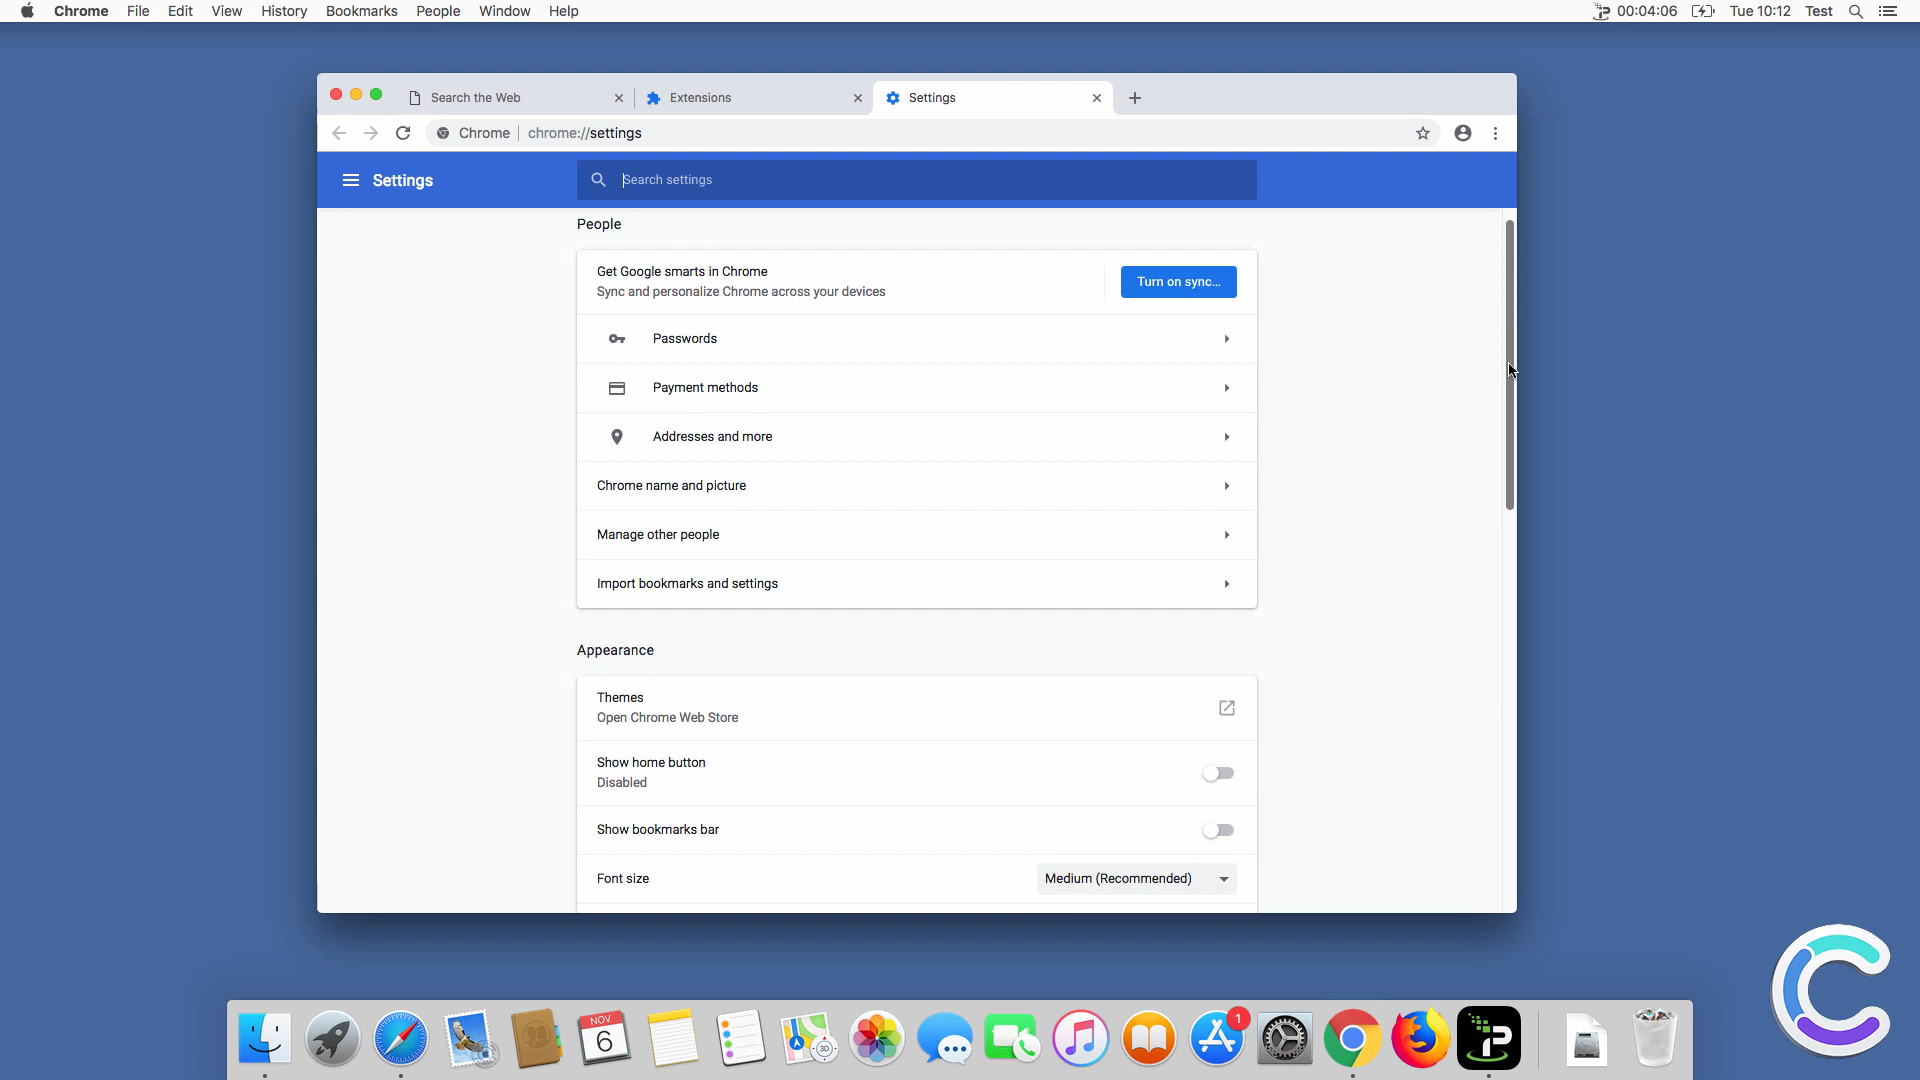 Chrome File Edit View History Bookmarks People Window Help 00:04:06 Tue 10:12 Test
Search the Web Extensions Settings
Chrome chrome://settings
Settings Search settings
People
Get Google smarts in Chrome
Sync and personalize Chrome across your devices
Turn on sync...
Passwords
Payment methods
Addresses and more
Chrome name and picture
Manage other people
Import bookmarks and settings
Appearance
Themes
Open Chrome Web Store
Show home button
Disabled
Show bookmarks bar
Font size Medium (Recommended)
NOV
6
3D
1